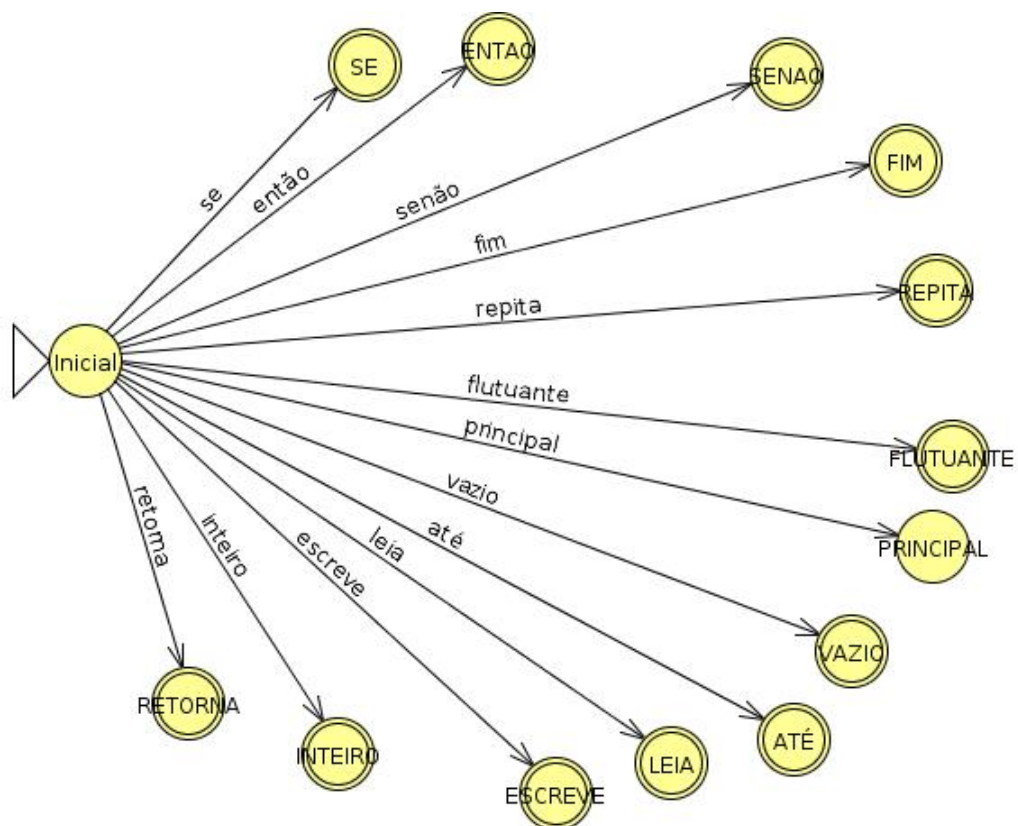 SE
ENTAO
SENAO
FIM
REPITA
FLUTUANTE
PRINCIPAL
VAZIO
ATÉ
LEIA
ESCREVE
INTEIRO
RETORNA
Inicial
se
então
senão
fim
repita
flutuante
principal
vazio
até
leia
escreve
inteiro
retorna